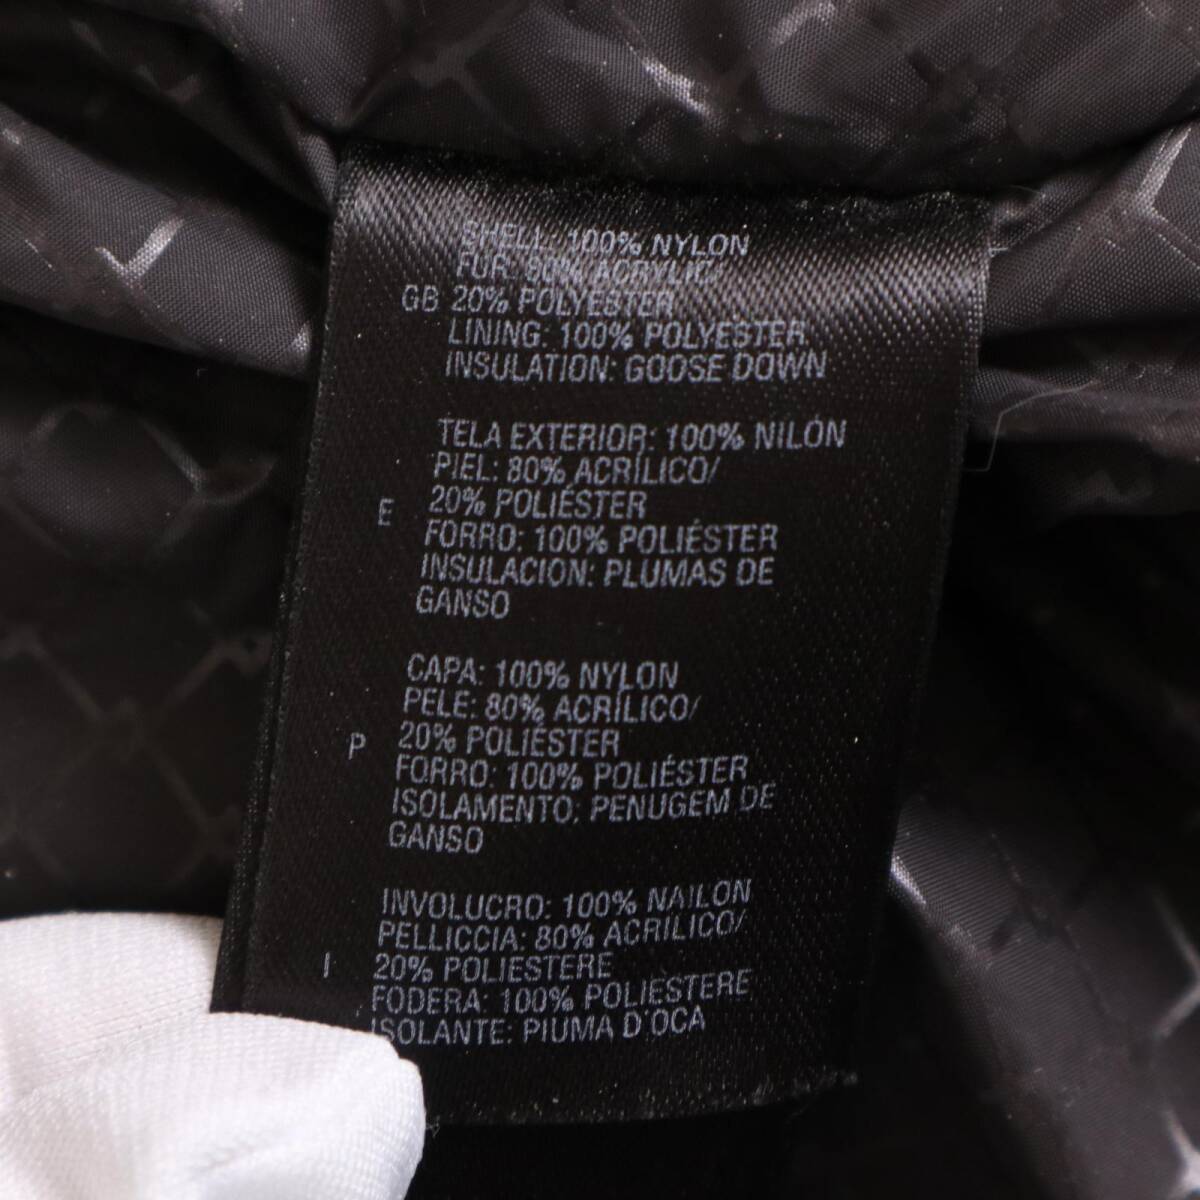 SHELL: 100% NYLON
FUR: 80% ACRYLIC/
GB 20% POLYESTER
LINING: 100% POLYESTER
INSULATION: GOOSE DOWN
TELA EXTERIOR: 100% NILÓN
PIEL: 80% ACRÍLICO/
E 20% POLIÉSTER
FORRO: 100% POLIÉSTER
INSULACION: PLUMAS DE
GANSO
CAPA: 100% NYLON
PELE: 80% ACRÍLICO/
P 20% POLIÉSTER
FORRO: 100% POLIÉSTER
ISOLAMENTO: PENUGEM DE
GANSO
INVOLUCRO: 100% NAILON
PELLICCIA: 80% ACRILICO/
I 20% POLIESTERE
FODERA: 100% POLIESTERE
ISOLANTE: PIUMA D'OCA